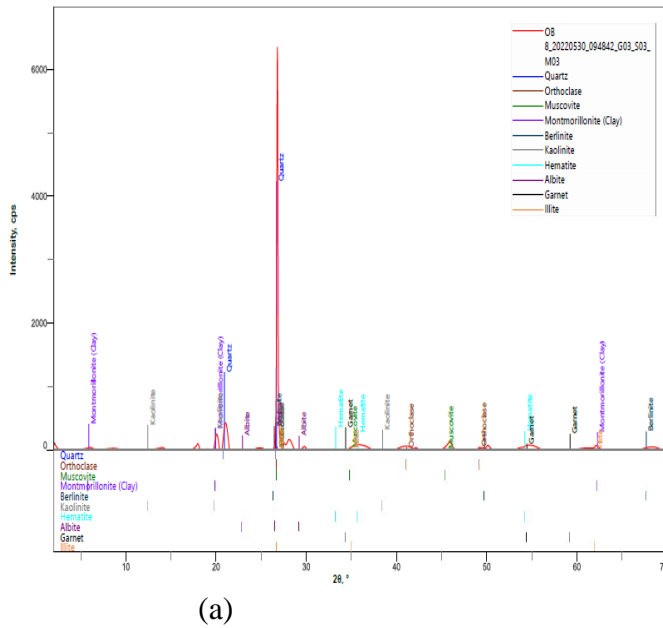 OB
8_20220530_094842_G03_S03_
M03
Quartz
Orthoclase
Muscovite
Montmorillonite (Clay)
Berlinite
Kaolinite
Hematite
Albite
Garnet
Illite
Intensity, cps
6000
4000
2000
0
Montmorillonite (Clay)
Kaolinite
Montmorillonite (Clay)
Quartz
Albite
Quartz
Albite
Hematite
Garnet
Muscovite
Hematite
Kaolinite
Orthoclase
Muscovite
Orthoclase
Hematite
Garnet
Garnet
Montmorillonite (Clay)
Berlinite
Quartz
Orthoclase
Muscovite
Montmorillonite (Clay)
Berlinite
Kaolinite
Hematite
Albite
Garnet
Illite
10 20 30 40 50 60 70
2θ, °
(a)